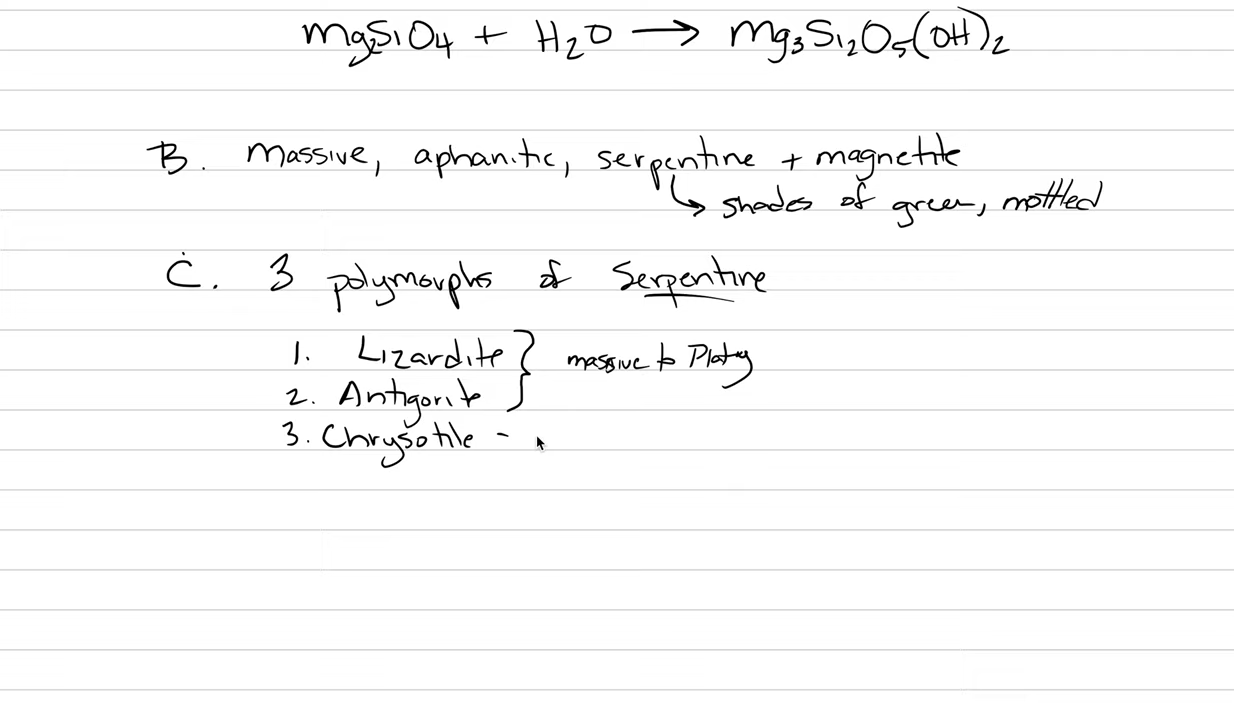 Mg₂SiO₄ + H₂O → Mg₃Si₂O₅(OH)₂
B. Massive, aphanitic, serpentine + magnetite
↳ shades of green, mottled
C. 3 polymorphs of Serpentine
1. Lizardite } massive to Platy
2. Antigorite
3. Chrysotile -